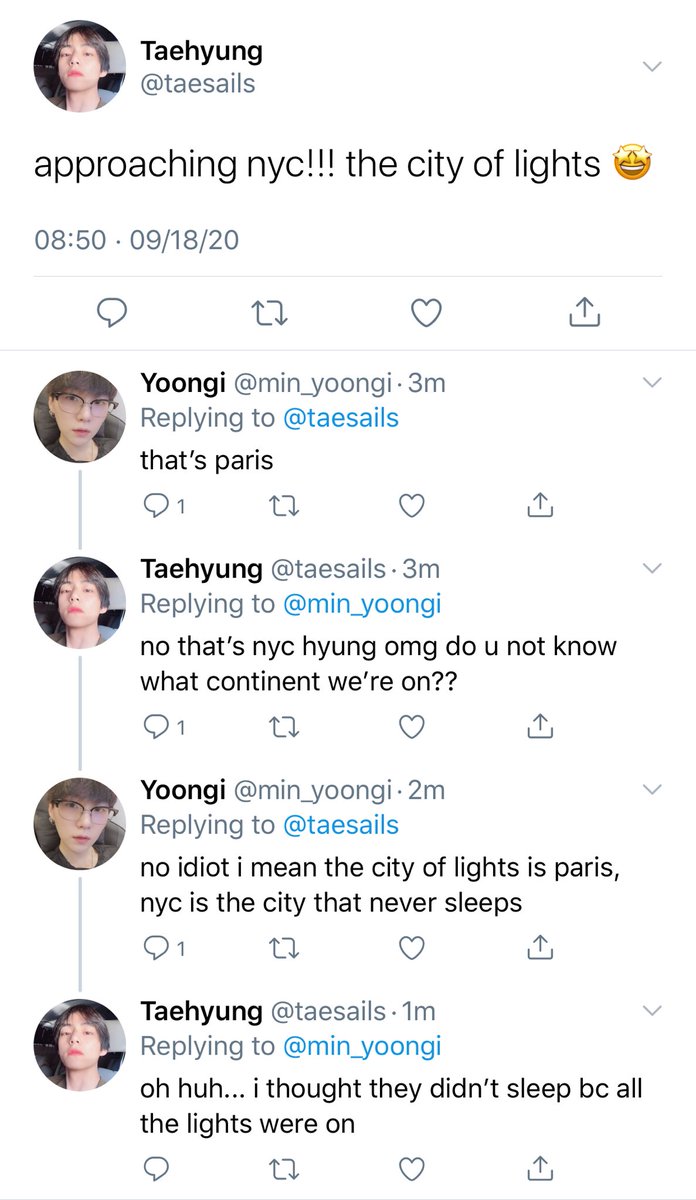 Taehyung
@taesails
approaching nyc!!! the city of lights 🤩
08:50 · 09/18/20
Yoongi @min_yoongi · 3m
Replying to @taesails
that’s paris
1
Taehyung @taesails · 3m
Replying to @min_yoongi
no that’s nyc hyung omg do u not know
what continent we’re on??
1
Yoongi @min_yoongi · 2m
Replying to @taesails
no idiot i mean the city of lights is paris,
nyc is the city that never sleeps
1
Taehyung @taesails · 1m
Replying to @min_yoongi
oh huh... i thought they didn’t sleep bc all
the lights were on